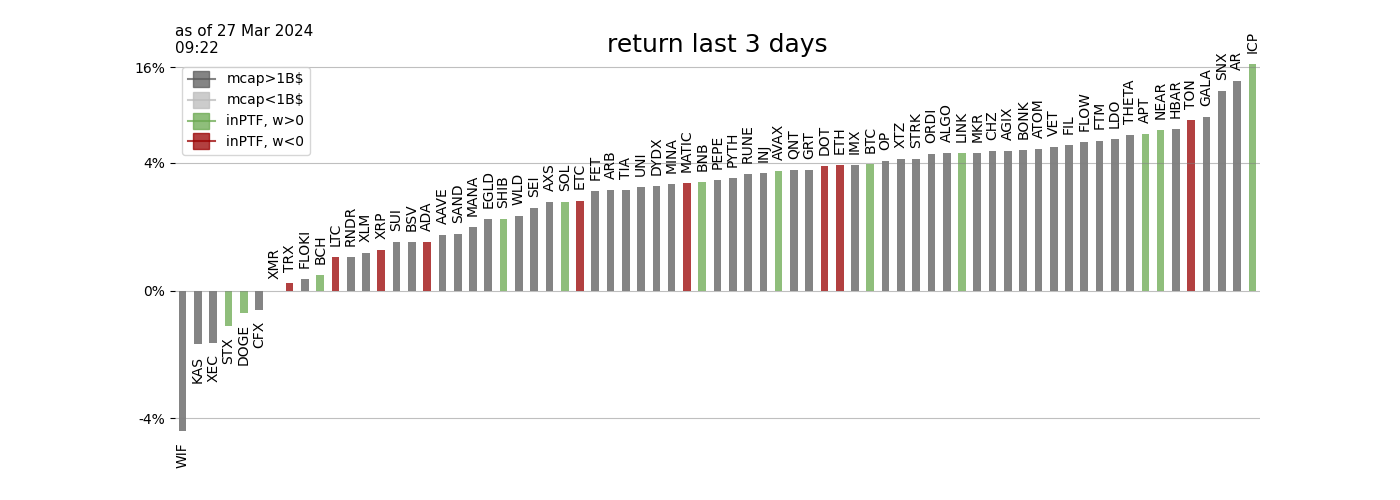 as of 27 Mar 2024
09:22
return last 3 days
16%
4%
0%
-4%
mcap>1B$
mcap<1B$
inPTF, w>0
inPTF, w<0
WIF
KAS
XEC
STX
DOGE
CFX
XMR
TRX
FLOKI
BCH
LTC
RNDR
XLM
XRP
SUI
BSV
ADA
AAVE
SAND
MANA
EGLD
SHIB
WLD
SEI
AXS
SOL
ETC
FET
ARB
TIA
UNI
DYDX
MINA
MATIC
BNB
PEPE
PYTH
RUNE
INJ
AVAX
QNT
GRT
DOT
ETH
IMX
BTC
OP
XTZ
STRK
ORDI
ALGO
LINK
MKR
CHZ
AGIX
BONK
ATOM
VET
FIL
FLOW
FTM
LDO
THETA
APT
NEAR
HBAR
TON
GALA
SNX
AR
ICP